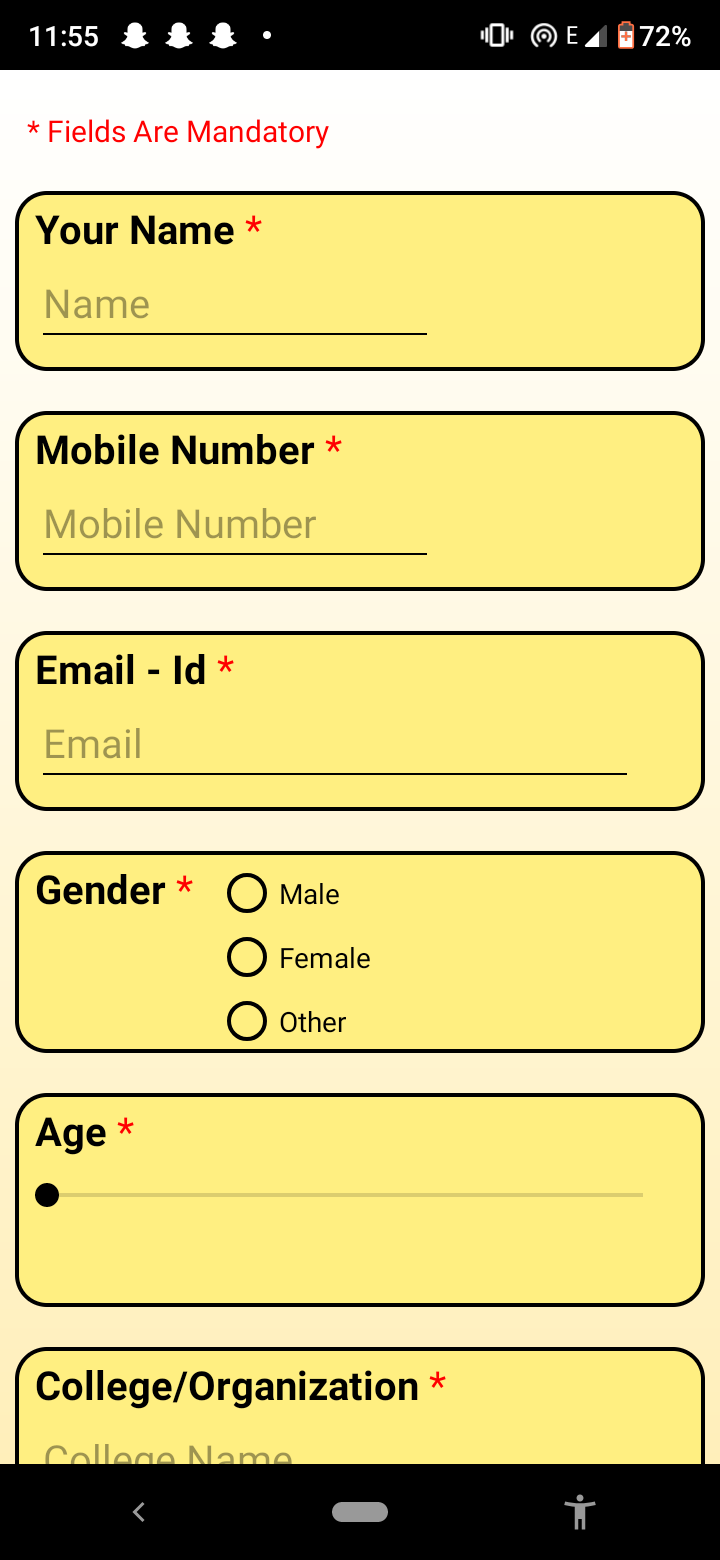 11:55 E 72%
* Fields Are Mandatory
Your Name *
Name
Mobile Number *
Mobile Number
Email - Id *
Email
Gender *
Male
Female
Other
Age *
College/Organization *
College Name